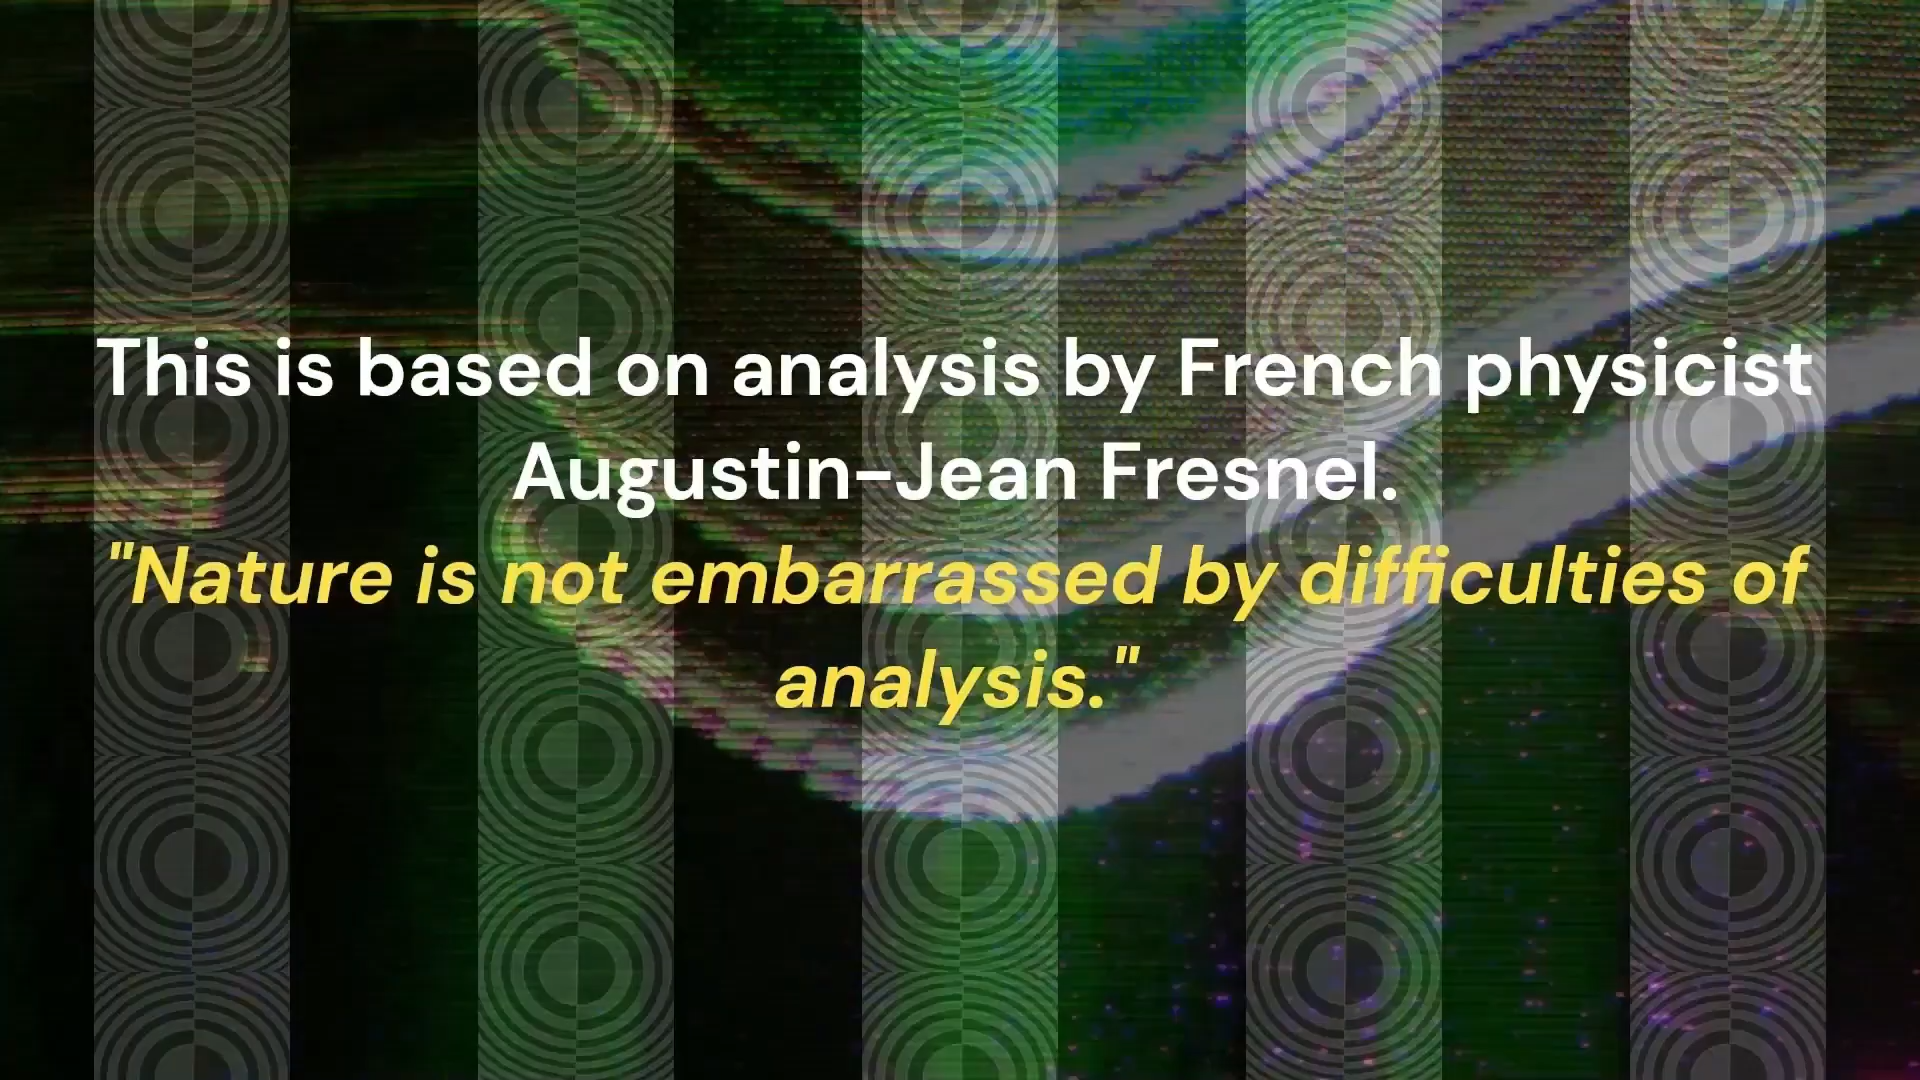 This is based on analysis by French physicist
Augustin-Jean Fresnel.
"Nature is not embarrassed by difficulties of
analysis."